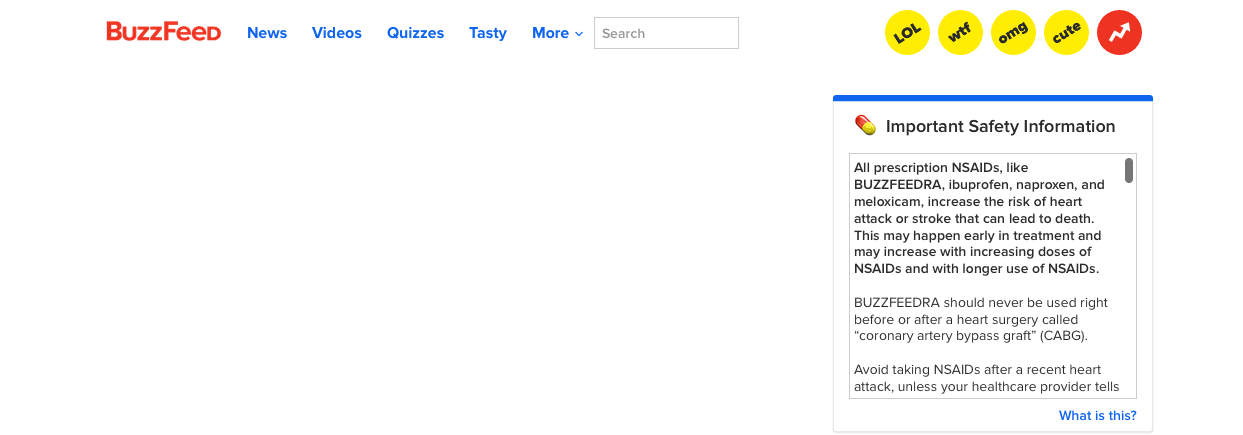 BuzzFeed News Videos Quizzes Tasty More Search LOL wtf omg cute
Important Safety Information
All prescription NSAIDs, like
BUZZFEEDRA, ibuprofen, naproxen, and
meloxicam, increase the risk of heart
attack or stroke that can lead to death.
This may happen early in treatment and
may increase with increasing doses of
NSAIDs and with longer use of NSAIDs.
BUZZFEEDRA should never be used right
before or after a heart surgery called
“coronary artery bypass graft” (CABG).
Avoid taking NSAIDs after a recent heart
attack, unless your healthcare provider tells
What is this?